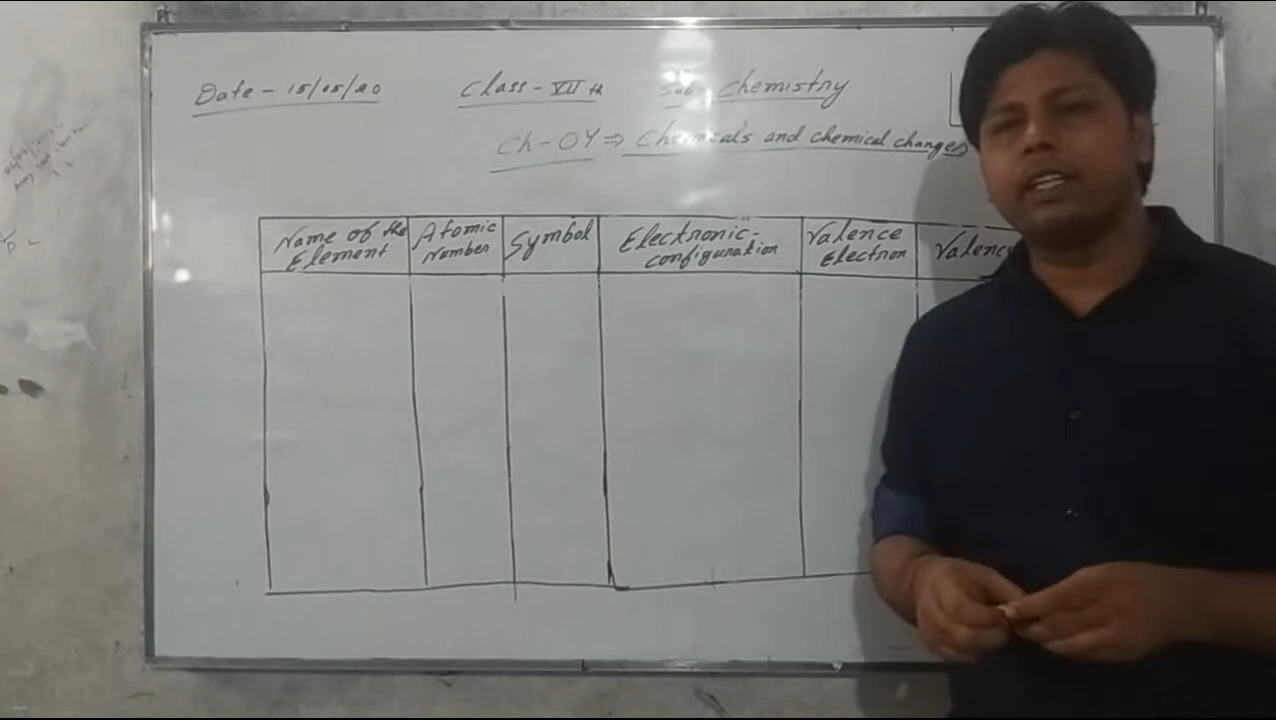 Date - 15/05/20 Class - VII th Sub - Chemistry
Ch - 04 ⇒ Chemicals and chemical changes
Name of the Element
Atomic Number
Symbol
Electronic-configuration
Valence Electron
Valency